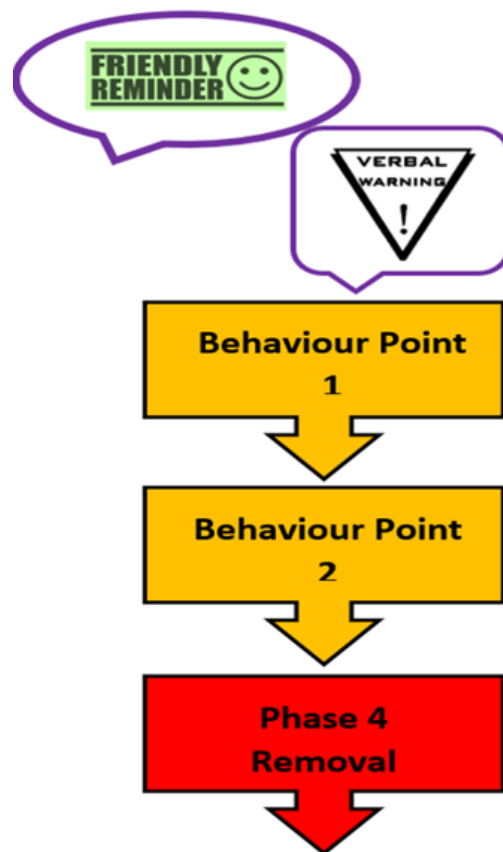 FRIENDLY
REMINDER
VERBAL
WARNING
!
Behaviour Point
1
Behaviour Point
2
Phase 4
Removal